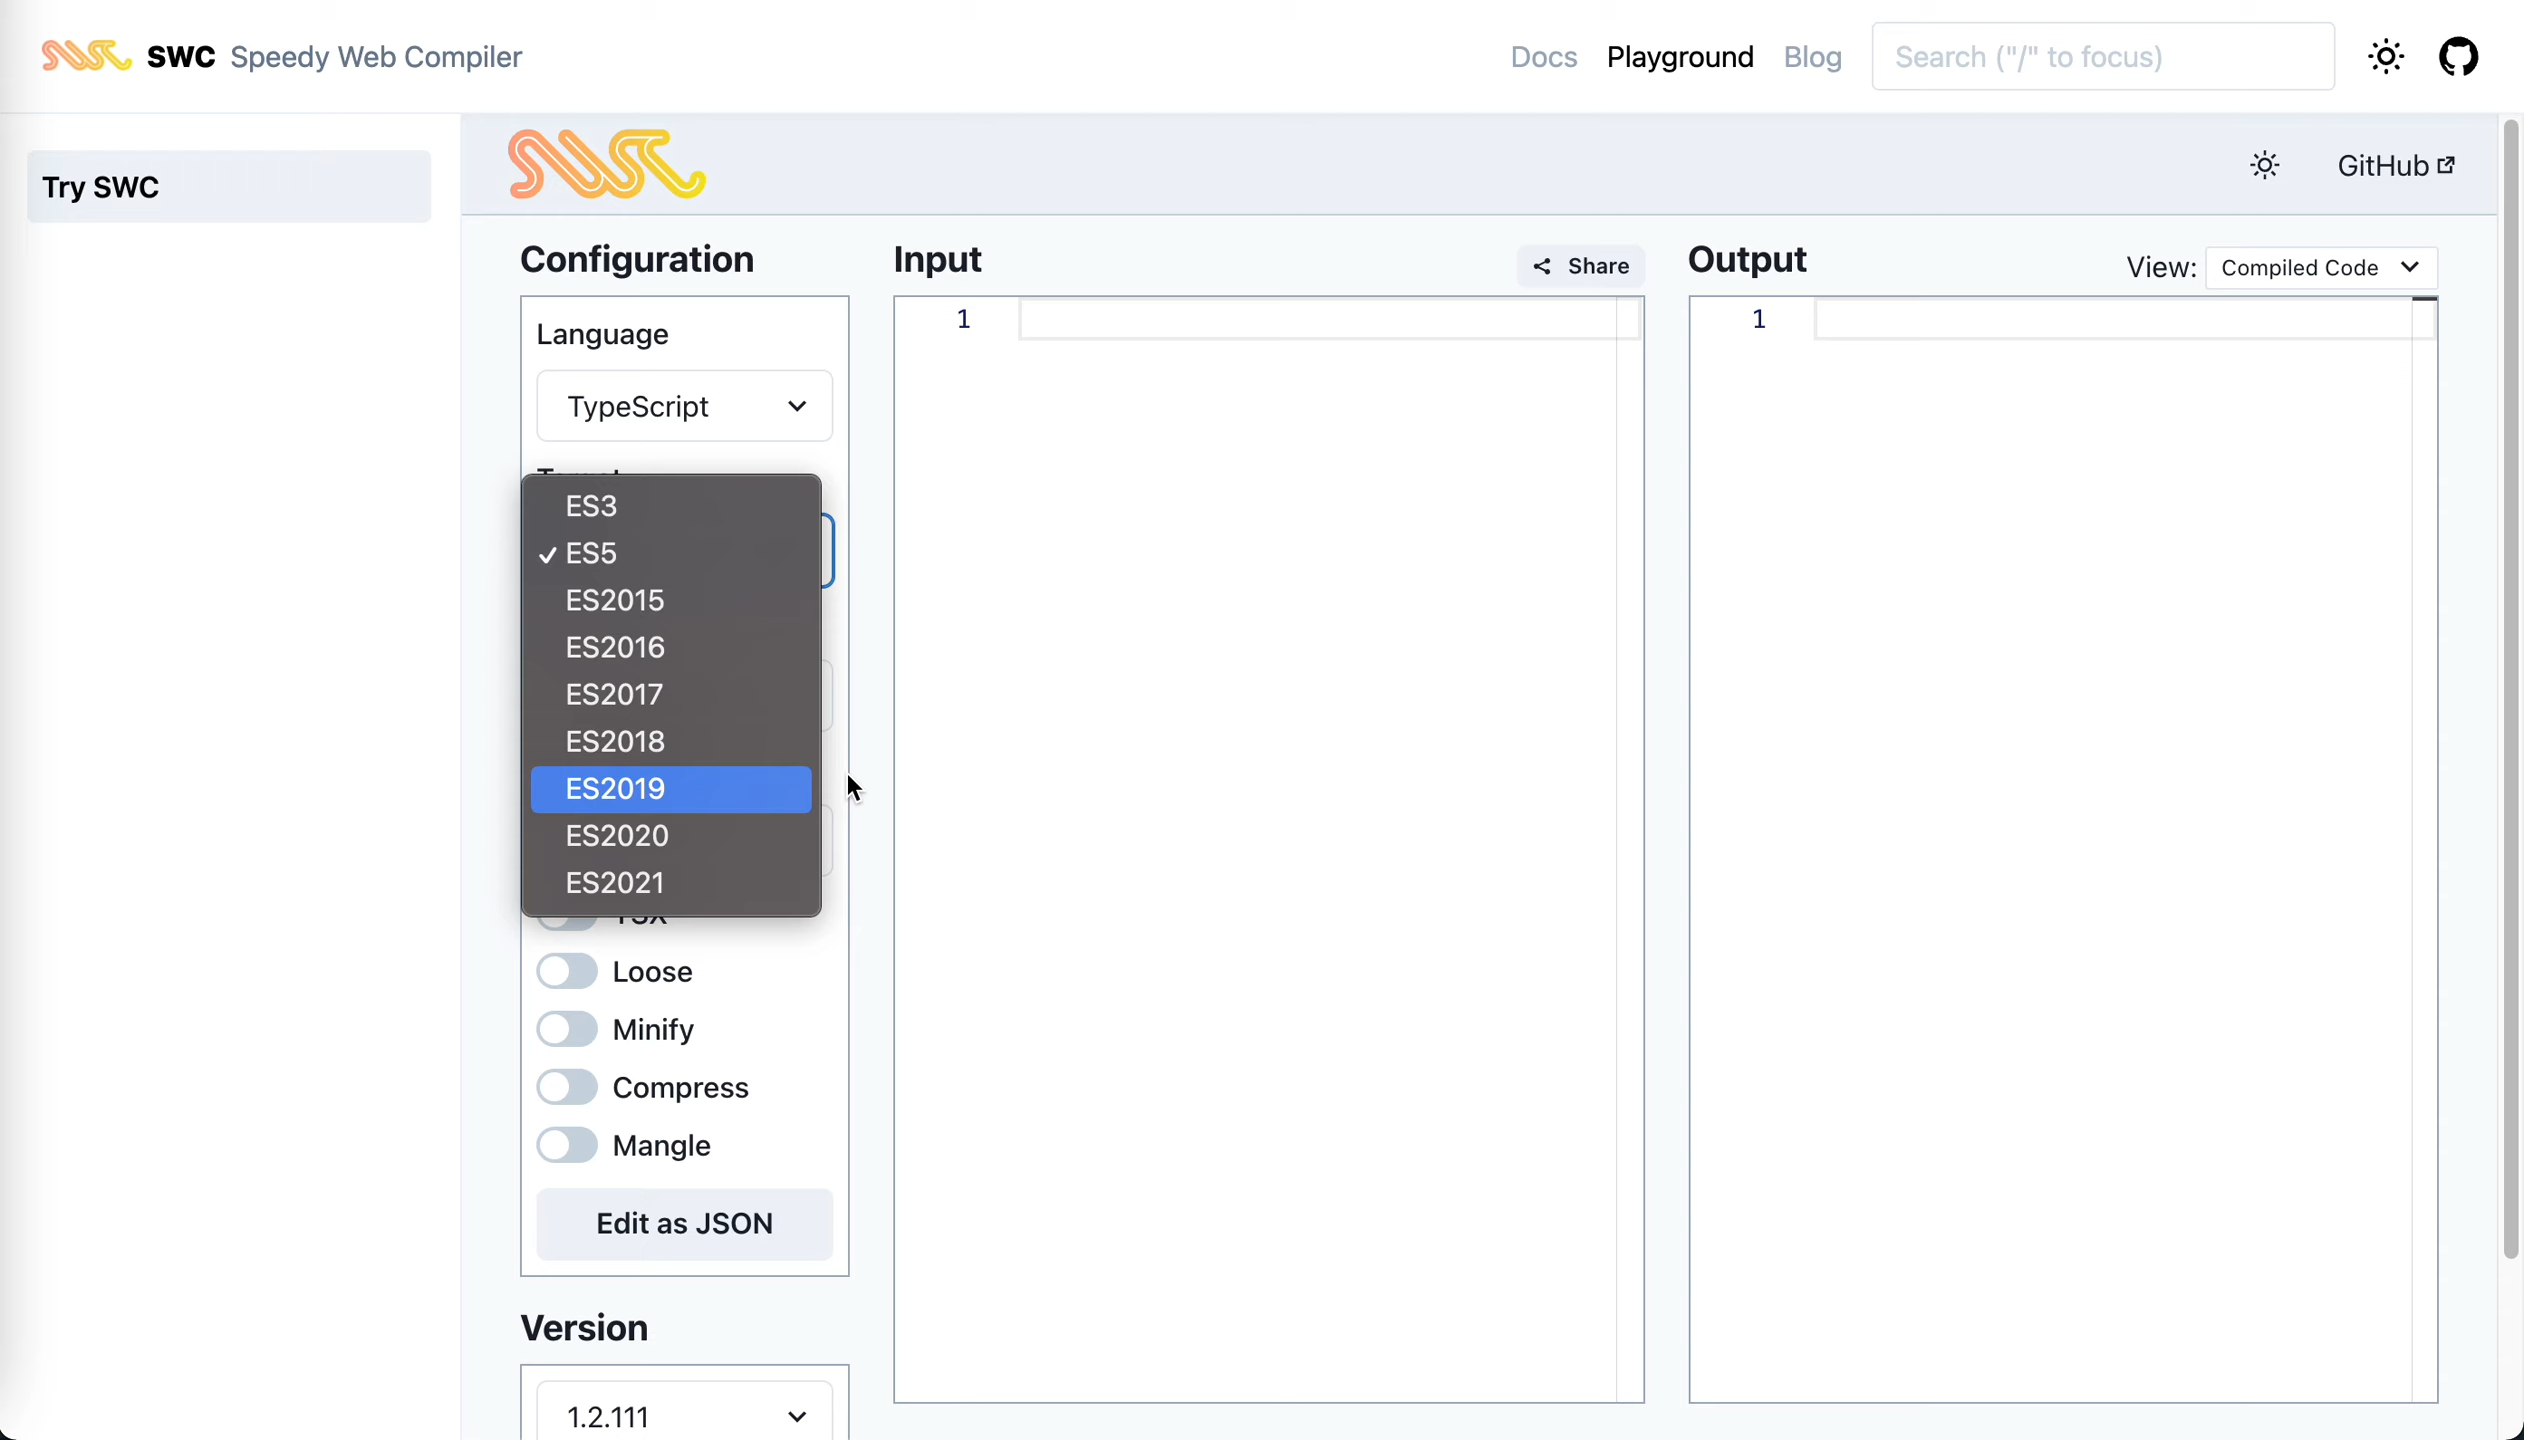 SWC Speedy Web Compiler
Docs
Playground
Blog
Search ("/" to focus)
Try SWC
GitHub
Configuration
Language
TypeScript
Target
ES3
✓ ES5
ES2015
ES2016
ES2017
ES2018
ES2019
ES2020
ES2021
Loose
Minify
Compress
Mangle
Edit as JSON
Version
1.2.111
Input
Share
1
Output
View:
Compiled Code
1